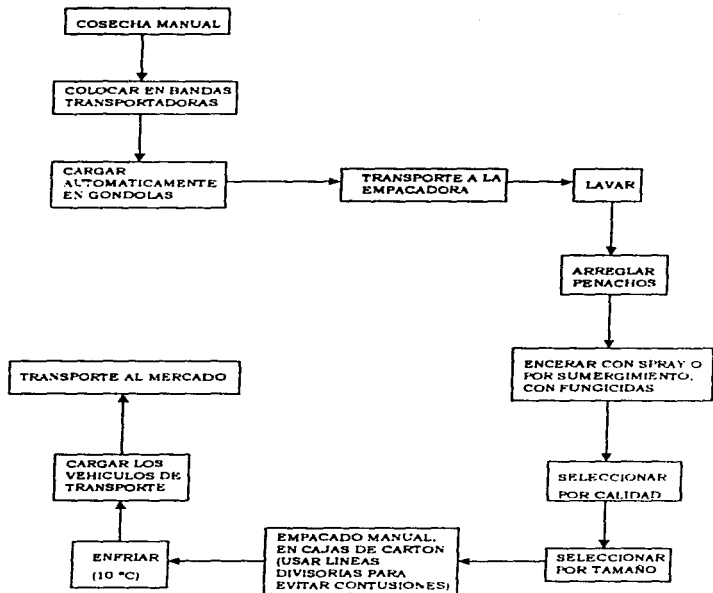 COSECHA MANUAL
COLOCAR EN BANDAS
TRANSPORTADORAS
CARGAR
AUTOMATICAMENTE
EN GONDOLAS
TRANSPORTE A LA
EMPACADORA
LAVAR
ARREGLAR
PENACHOS
ENCERAR CON SPRAY O
POR SUMERGIMIENTO,
CON FUNGICIDAS
SELECCIONAR
POR CALIDAD
SELECCIONAR
POR TAMAÑO
EMPACADO MANUAL,
EN CAJAS DE CARTON
(USAR LINEAS
DIVISORIAS PARA
EVITAR CONTUSIONES)
ENFRIAR
(10 °C)
CARGAR LOS
VEHICULOS DE
TRANSPORTE
TRANSPORTE AL MERCADO